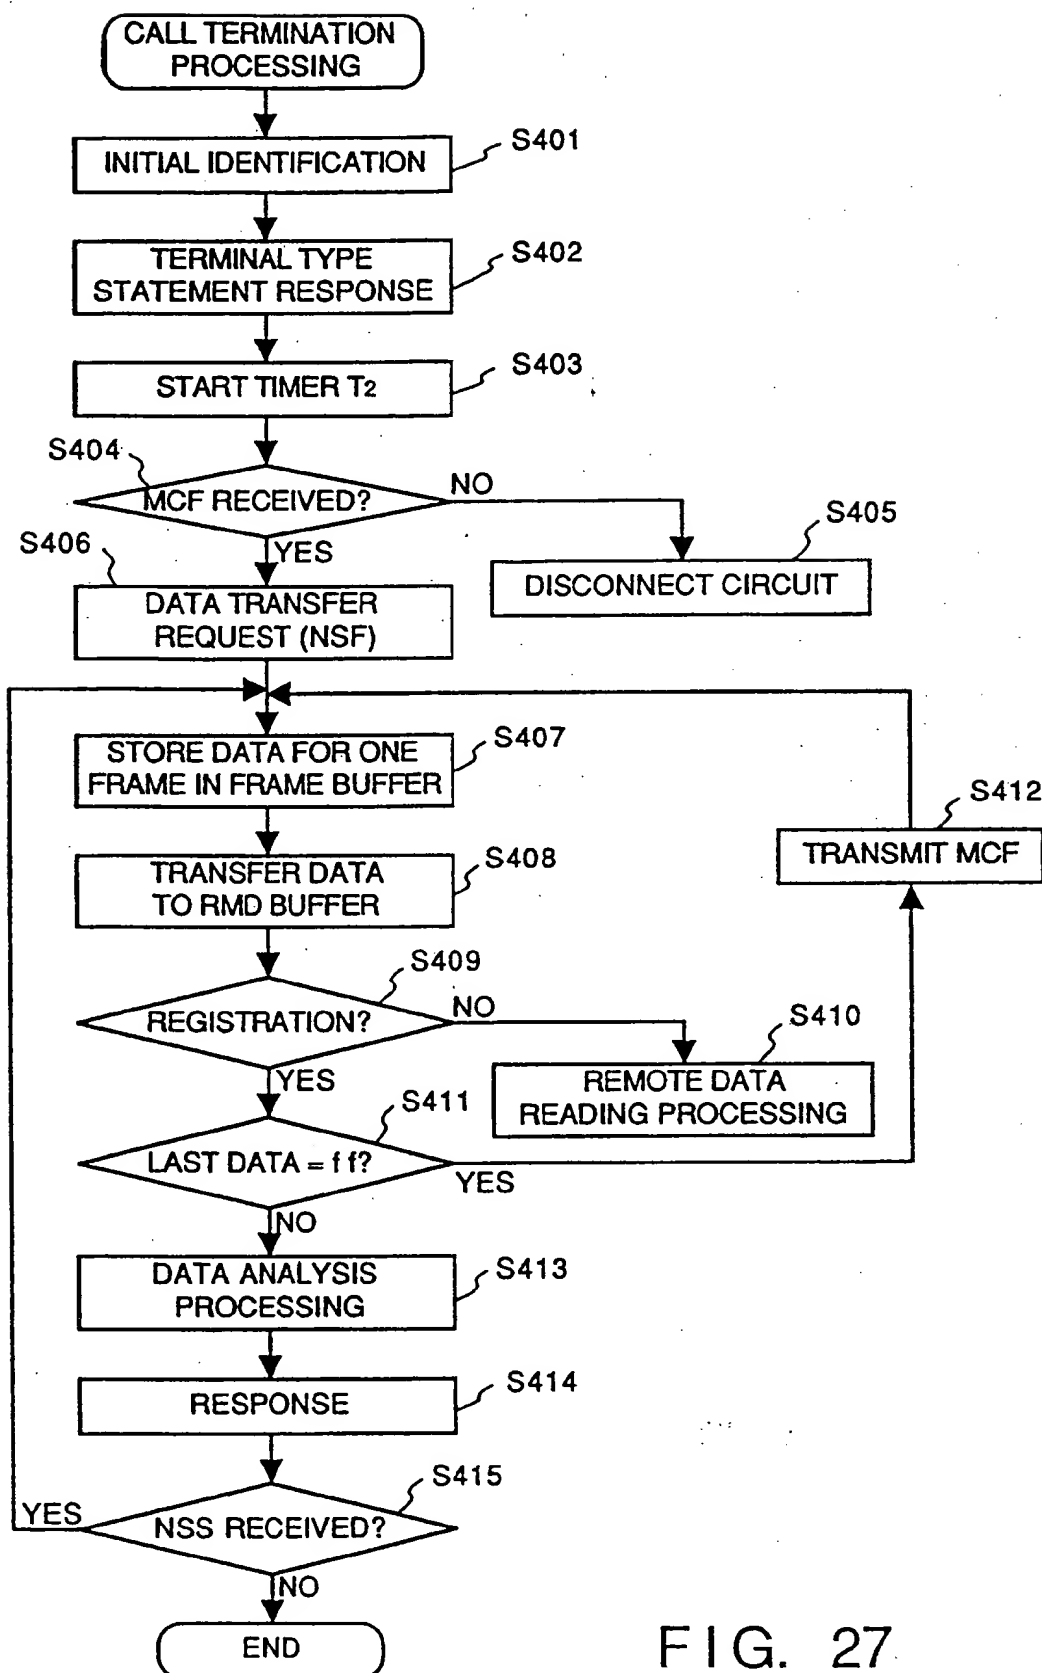 CALL TERMINATION
PROCESSING
S401
INITIAL IDENTIFICATION
S402
TERMINAL TYPE
STATEMENT RESPONSE
S403
START TIMER T2
S404
MCF RECEIVED?
NO
S405
DISCONNECT CIRCUIT
YES
S406
DATA TRANSFER
REQUEST (NSF)
S407
STORE DATA FOR ONE
FRAME IN FRAME BUFFER
S412
TRANSMIT MCF
S408
TRANSFER DATA
TO RMD BUFFER
S409
REGISTRATION?
NO
S410
REMOTE DATA
READING PROCESSING
YES
S411
LAST DATA = f f?
YES
NO
S413
DATA ANALYSIS
PROCESSING
S414
RESPONSE
S415
YES
NSS RECEIVED?
NO
END
FIG. 27